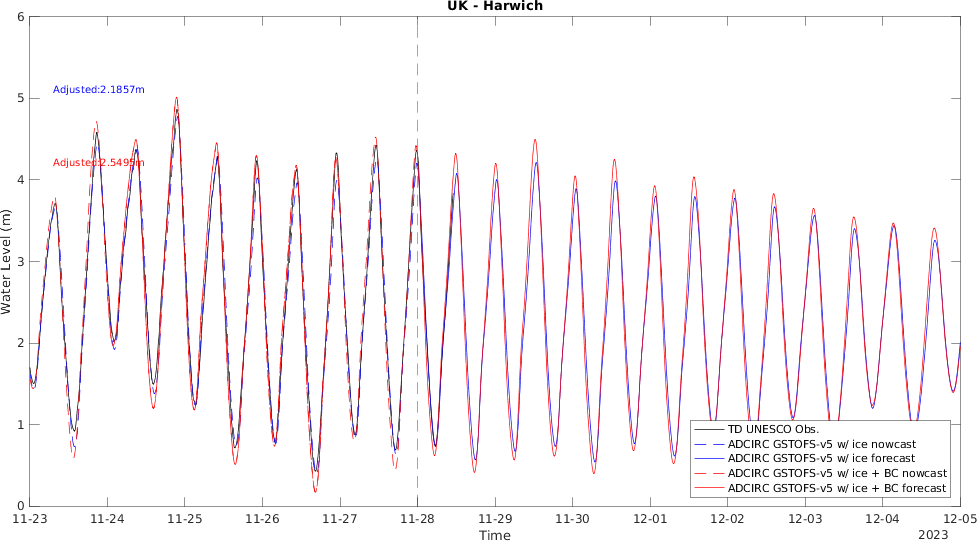 UK - Harwich
6
5
4
3
2
1
0
Water Level (m)
Adjusted:2.1857m
Adjusted:2.5495m
TD UNESCO Obs.
ADCIRC GSTOFS-v5 w/ ice nowcast
ADCIRC GSTOFS-v5 w/ ice forecast
ADCIRC GSTOFS-v5 w/ ice + BC nowcast
ADCIRC GSTOFS-v5 w/ ice + BC forecast
11-23 11-24 11-25 11-26 11-27 11-28 11-29 11-30 12-01 12-02 12-03 12-04 12-05
Time
2023